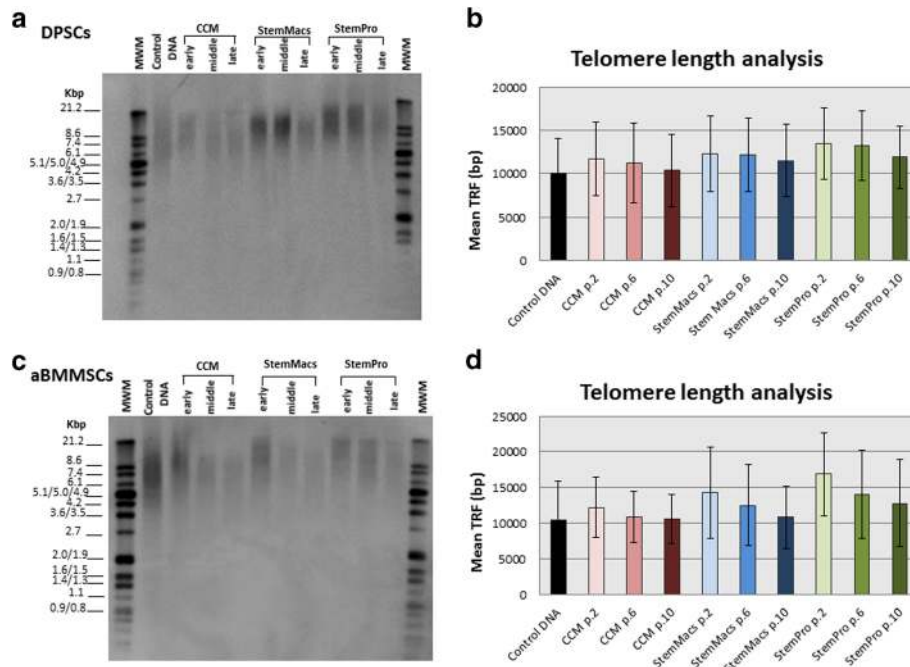 a
DPSCs
CCM
StemMacs
StemPro
MWM
Control
DNA
early
middle
late
early
middle
late
early
middle
late
MWM
Kbp
21.2
8.6
7.4
6.1
5.1/5.0/4.9
4.2
3.6/3.5
2.7
2.0/1.9
1.6/1.5
1.4/1.3
1.1
0.9/0.8
b
Telomere length analysis
Mean TRF (bp)
20000
15000
10000
5000
0
Control DNA
CCM p.2
CCM p.6
CCM p.10
StemMacs p.2
Stem Macs p.6
StemMacs p.10
StemPro p.2
StemPro p.6
StemPro p.10
c
aBMMSCs
CCM
StemMacs
StemPro
MWM
Control
DNA
early
middle
late
early
middle
late
early
middle
late
MWM
Kbp
21.2
8.6
7.4
6.1
5.1/5.0/4.9
4.2
3.6/3.5
2.7
2.0/1.9
1.6/1.5
1.4/1.3
1.1
0.9/0.8
d
Telomere length analysis
Mean TRF (bp)
25000
20000
15000
10000
5000
0
Control DNA
CCM p.2
CCM p.6
CCM p.10
StemMacs p.2
StemMacs p.6
StemMacs p.10
StemPro p.2
StemPro p.6
StemPro p.10